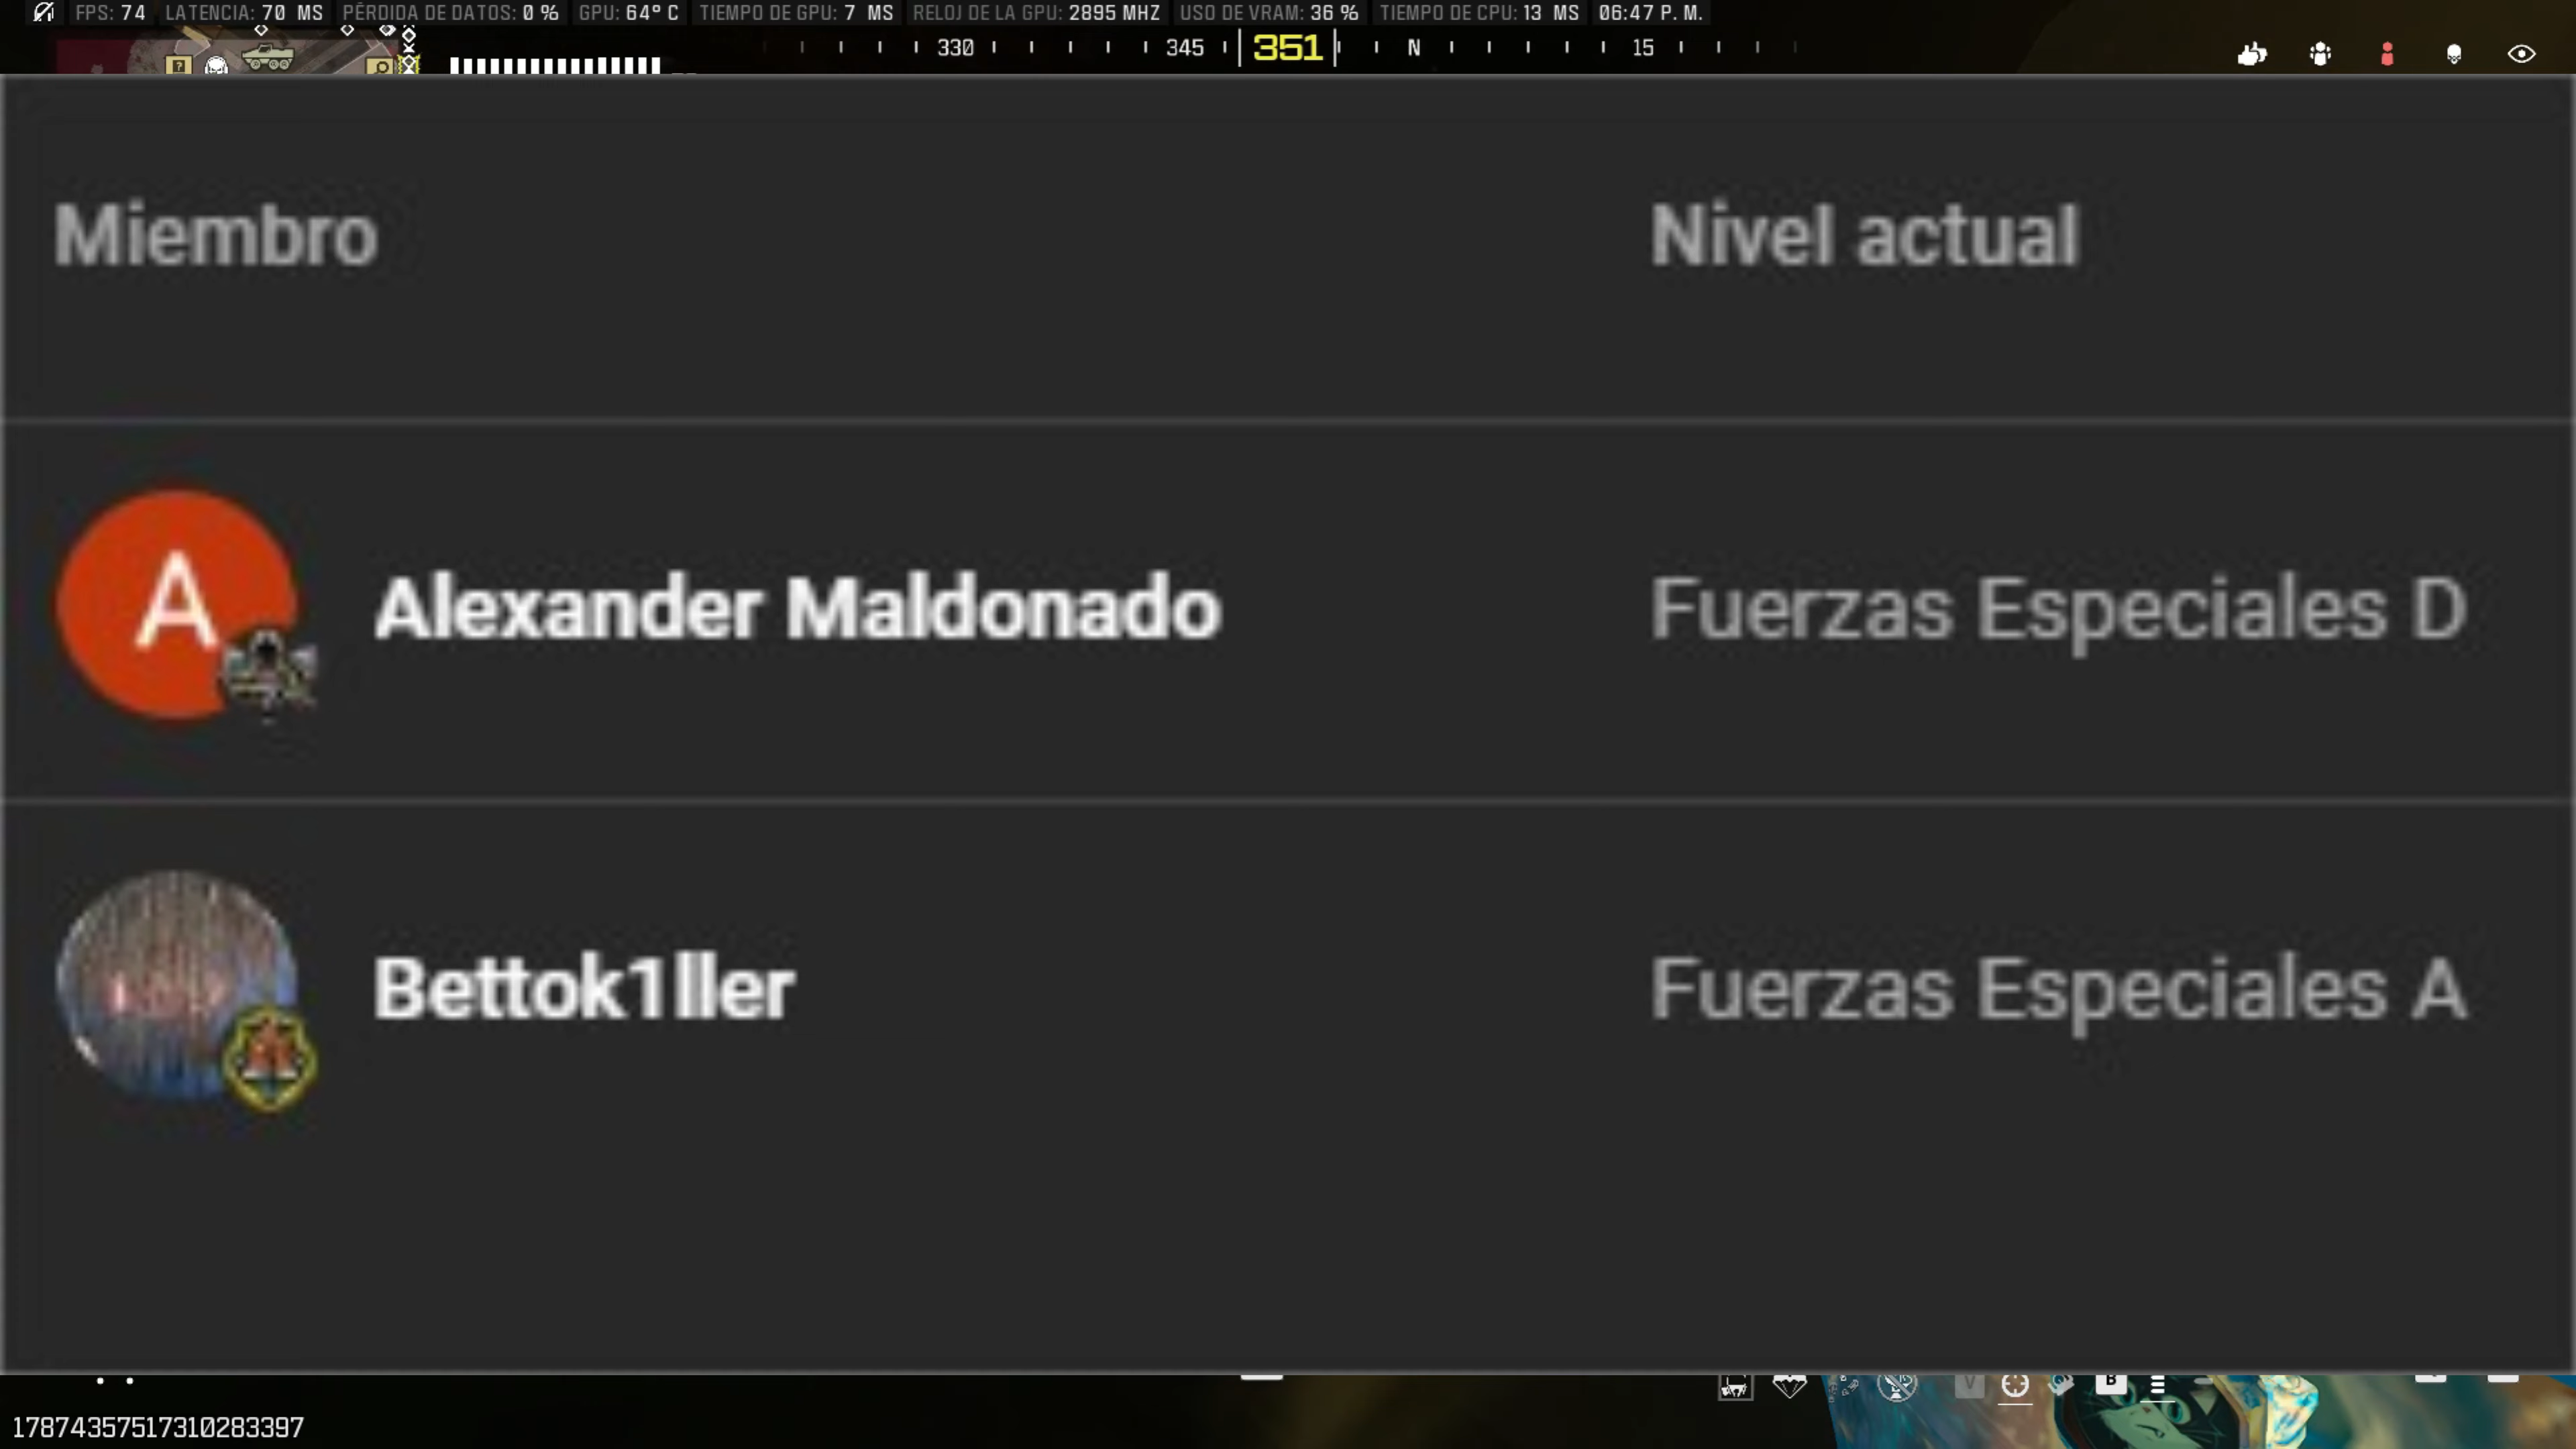 FPS: 74 LATENCIA: 70 MS PÉRDIDA DE DATOS: 0 % GPU: 64° C TIEMPO DE GPU: 7 MS RELOJ DE LA GPU: 2895 MHZ USO DE VRAM: 36 % TIEMPO DE CPU: 13 MS 06:47 P. M.
330 345 351 N 15
Miembro Nivel actual
A Alexander Maldonado Fuerzas Especiales D
Bettok1ller Fuerzas Especiales A
V B
17874357517310283397